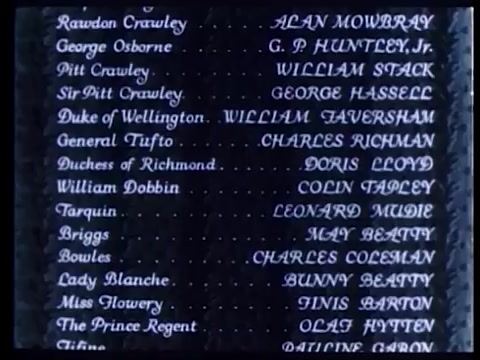 Rawdon Crawley . . . . . . . ALAN MOWBRAY
George Osborne . . . . . . . G. P. HUNTLEY, Jr.
Pitt Crawley . . . . . . . . . WILLIAM STACK
Sir Pitt Crawley . . . . . . . GEORGE HASSELL
Duke of Wellington . . WILLIAM FAVERSHAM
General Tufto . . . . . . . CHARLES RICHMAN
Duchess of Richmond . . . . . . . DORIS LLOYD
William Dobbin . . . . . . . . COLIN TAPLEY
Tarquin . . . . . . . . . . . LEONARD MUDIE
Briggs . . . . . . . . . . . . . MAY BEATTY
Bowles . . . . . . . . . . CHARLES COLEMAN
Lady Blanche . . . . . . . . BUNNY BEATTY
Miss Flowery . . . . . . . . . FINIS BARTON
The Prince Regent . . . . . . OLAF HYTTEN
Fifine . . . . . . . . . . . PAULINE GARON